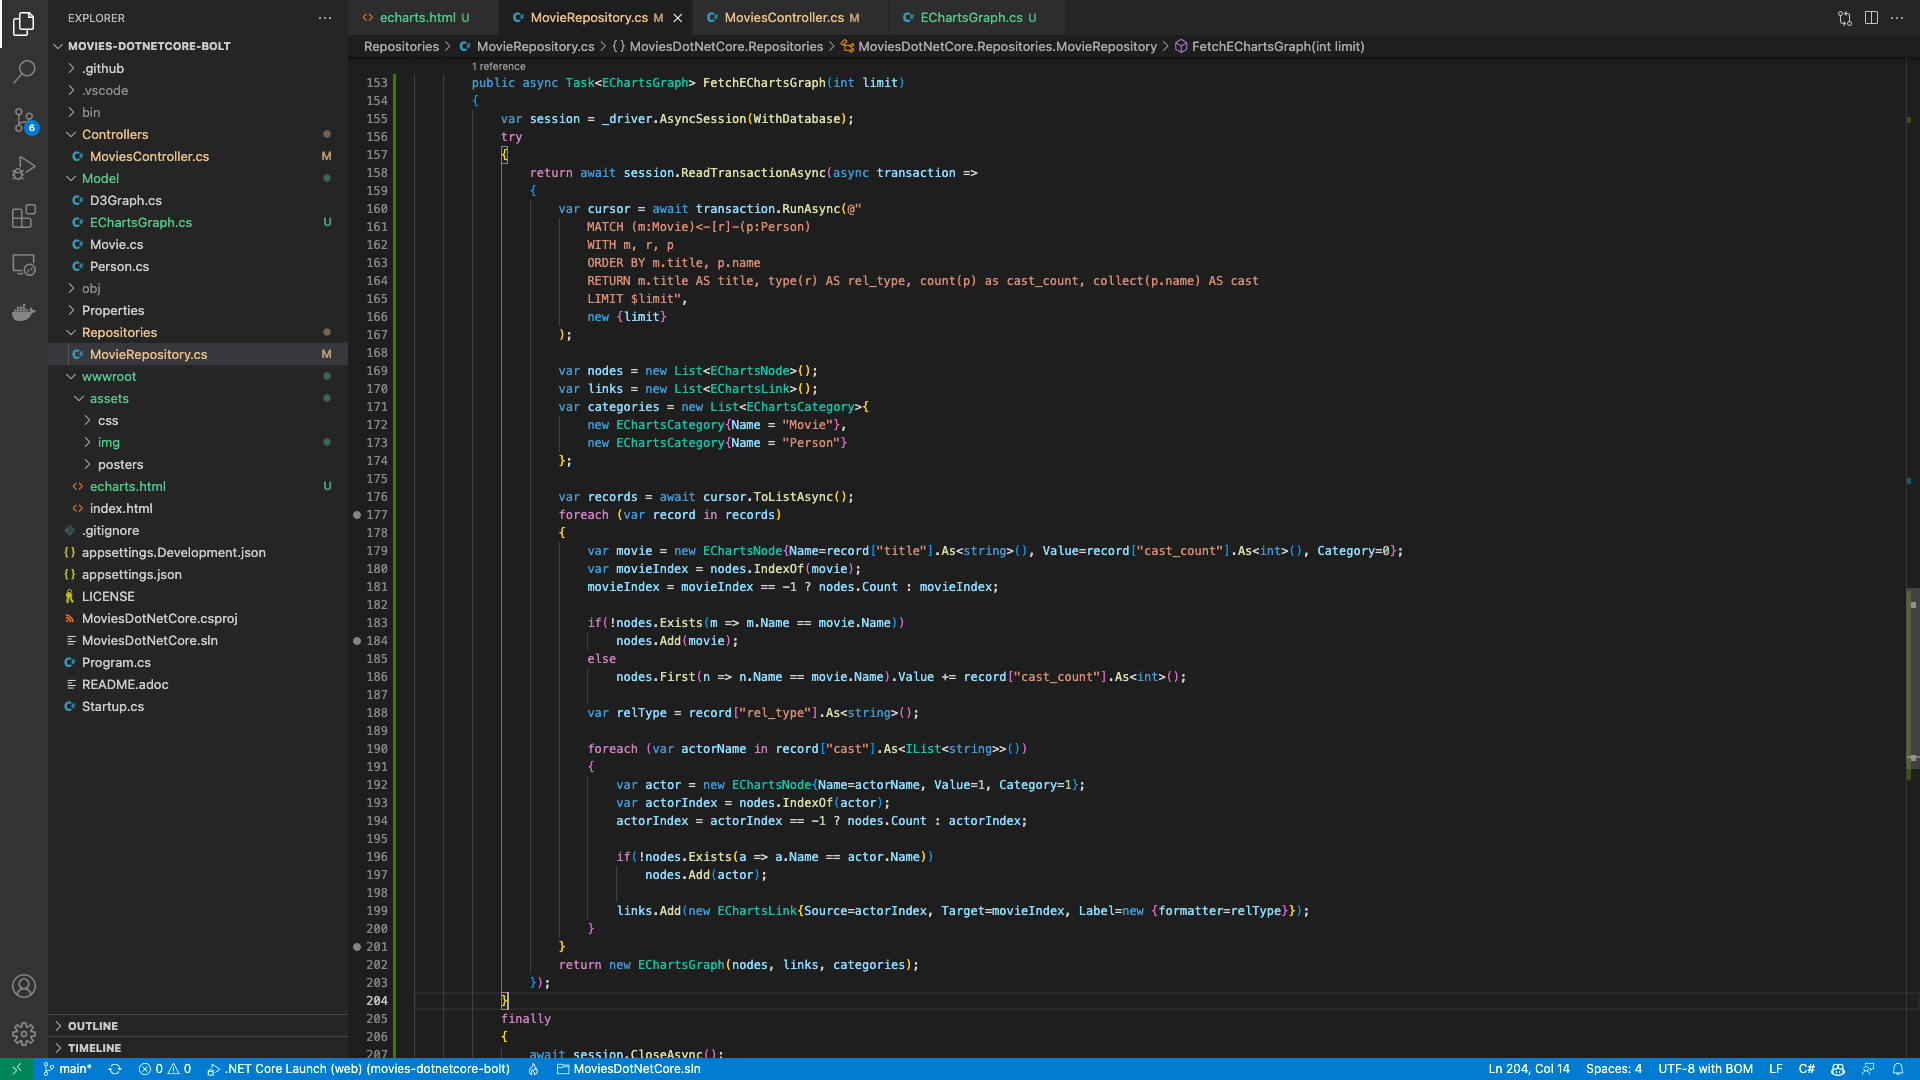 EXPLORER
MOVIES-DOTNETCORE-BOLT
.github
.vscode
bin
Controllers
MoviesController.cs M
Model
D3Graph.cs
EChartsGraph.cs U
Movie.cs
Person.cs
obj
Properties
Repositories
MovieRepository.cs M
wwwroot
assets
css
img
posters
echarts.html U
index.html
.gitignore
appsettings.Development.json
appsettings.json
LICENSE
MoviesDotNetCore.csproj
MoviesDotNetCore.sln
Program.cs
README.adoc
Startup.cs
OUTLINE
TIMELINE
6
echarts.html U
MovieRepository.cs M
MoviesController.cs M
EChartsGraph.cs U
Repositories > MovieRepository.cs > {} MoviesDotNetCore.Repositories > MoviesDotNetCore.Repositories.MovieRepository > FetchEChartsGraph(int limit)
1 reference
153 public async Task<EChartsGraph> FetchEChartsGraph(int limit)
154 {
155 var session = _driver.AsyncSession(WithDatabase);
156 try
157 {
158 return await session.ReadTransactionAsync(async transaction =>
159 {
160 var cursor = await transaction.RunAsync(@"
161 MATCH (m:Movie)<-[r]-(p:Person)
162 WITH m, r, p
163 ORDER BY m.title, p.name
164 RETURN m.title AS title, type(r) AS rel_type, count(p) as cast_count, collect(p.name) AS cast
165 LIMIT $limit",
166 new {limit}
167 );
168
169 var nodes = new List<EChartsNode>();
170 var links = new List<EChartsLink>();
171 var categories = new List<EChartsCategory>{
172 new EChartsCategory{Name = "Movie"},
173 new EChartsCategory{Name = "Person"}
174 };
175
176 var records = await cursor.ToListAsync();
177 foreach (var record in records)
178 {
179 var movie = new EChartsNode{Name=record["title"].As<string>(), Value=record["cast_count"].As<int>(), Category=0};
180 var movieIndex = nodes.IndexOf(movie);
181 movieIndex = movieIndex == -1 ? nodes.Count : movieIndex;
182
183 if(!nodes.Exists(m => m.Name == movie.Name))
184 nodes.Add(movie);
185 else
186 nodes.First(n => n.Name == movie.Name).Value += record["cast_count"].As<int>();
187
188 var relType = record["rel_type"].As<string>();
189
190 foreach (var actorName in record["cast"].As<IList<string>>())
191 {
192 var actor = new EChartsNode{Name=actorName, Value=1, Category=1};
193 var actorIndex = nodes.IndexOf(actor);
194 actorIndex = actorIndex == -1 ? nodes.Count : actorIndex;
195
196 if(!nodes.Exists(a => a.Name == actor.Name))
197 nodes.Add(actor);
198
199 links.Add(new EChartsLink{Source=actorIndex, Target=movieIndex, Label=new {formatter=relType}});
200 }
201 }
202 return new EChartsGraph(nodes, links, categories);
203 });
204 }
205 finally
206 {
207 await session.CloseAsync();
main* 0 0 .NET Core Launch (web) (movies-dotnetcore-bolt) MoviesDotNetCore.sln Ln 204, Col 14 Spaces: 4 UTF-8 with BOM LF C#